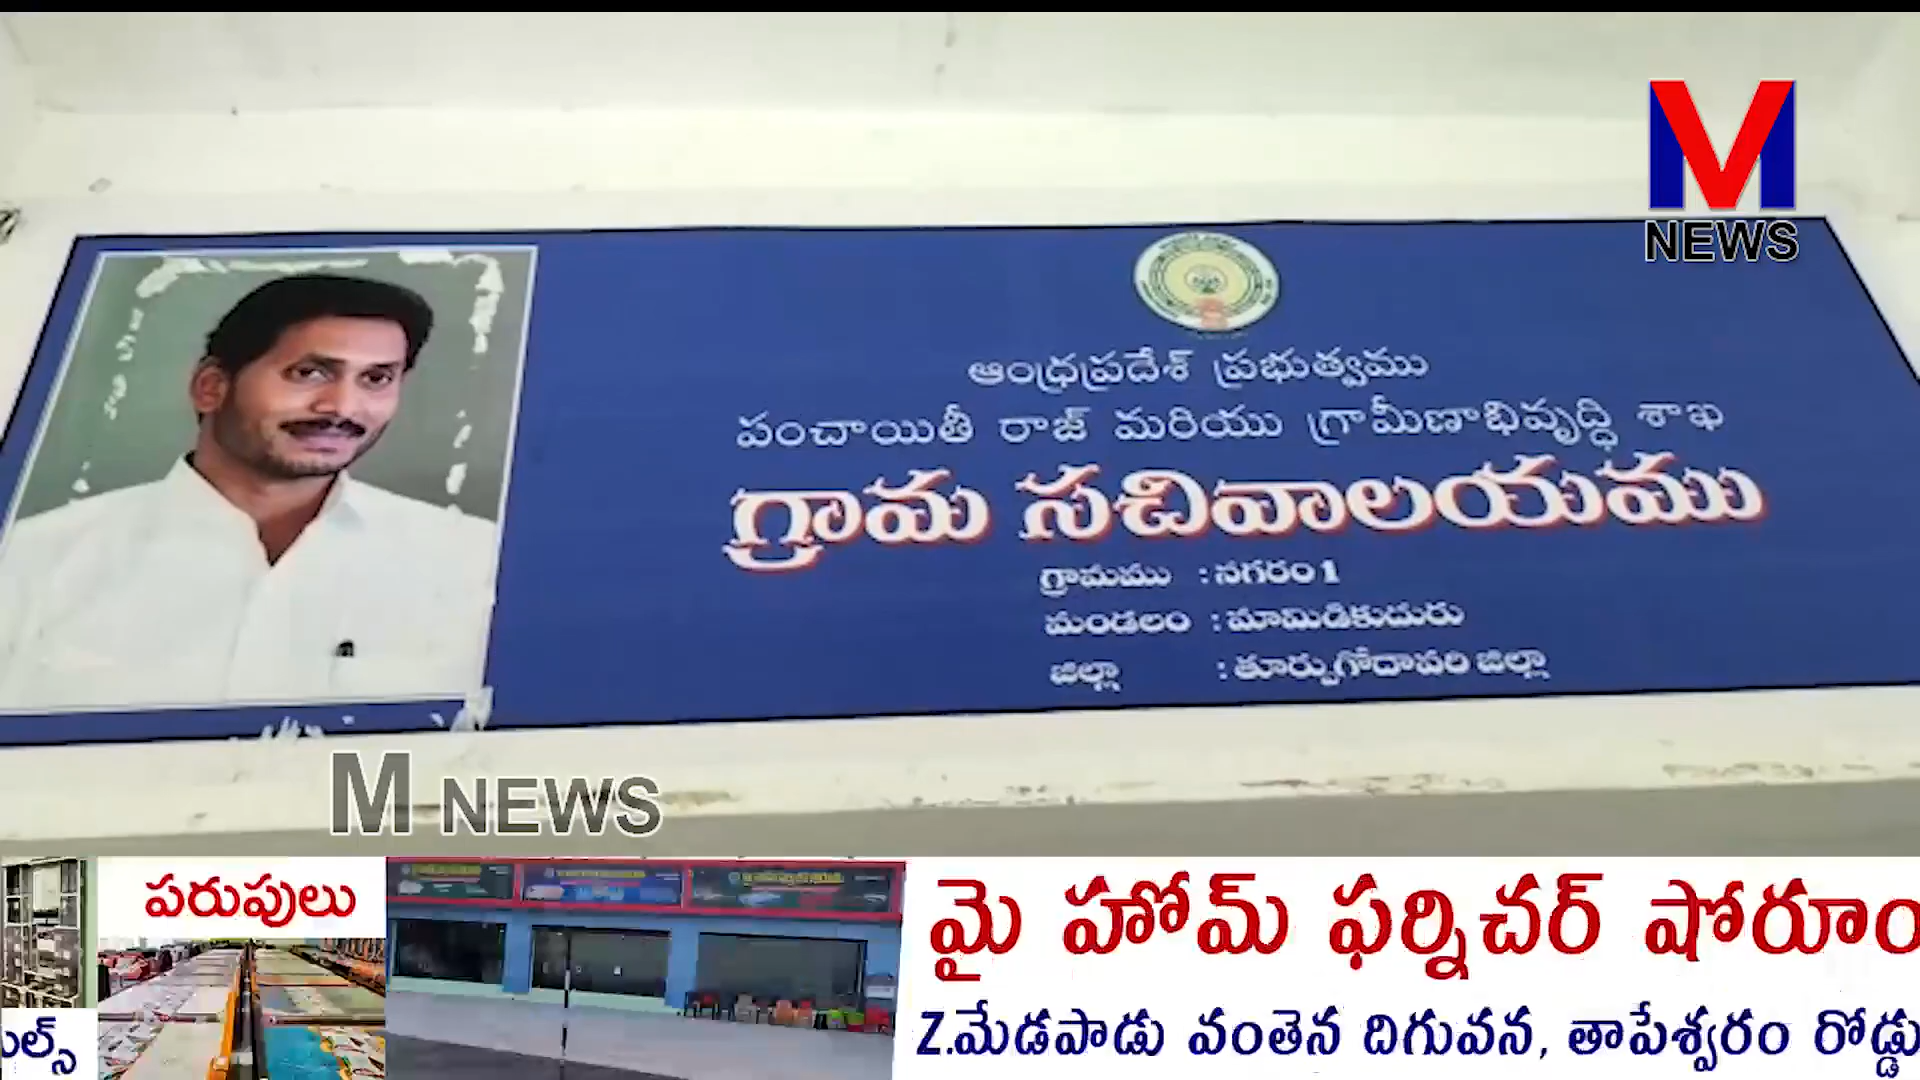 M
NEWS
ఆంధ్రప్రదేశ్ ప్రభుత్వము
పంచాయితీ రాజ్ మరియు గ్రామీణాభివృద్ధి శాఖ
గ్రామ సచివాలయము
గ్రామము : నగరం 1
మండలం : మామిడికుదురు
జిల్లా : తూర్పుగోదావరి జిల్లా
M NEWS
పరుపులు
మై హోమ్ ఫర్నిచర్ షోరూం
Z.మేడపాడు వంతెన దిగువన, తాపేశ్వరం రోడ్డు